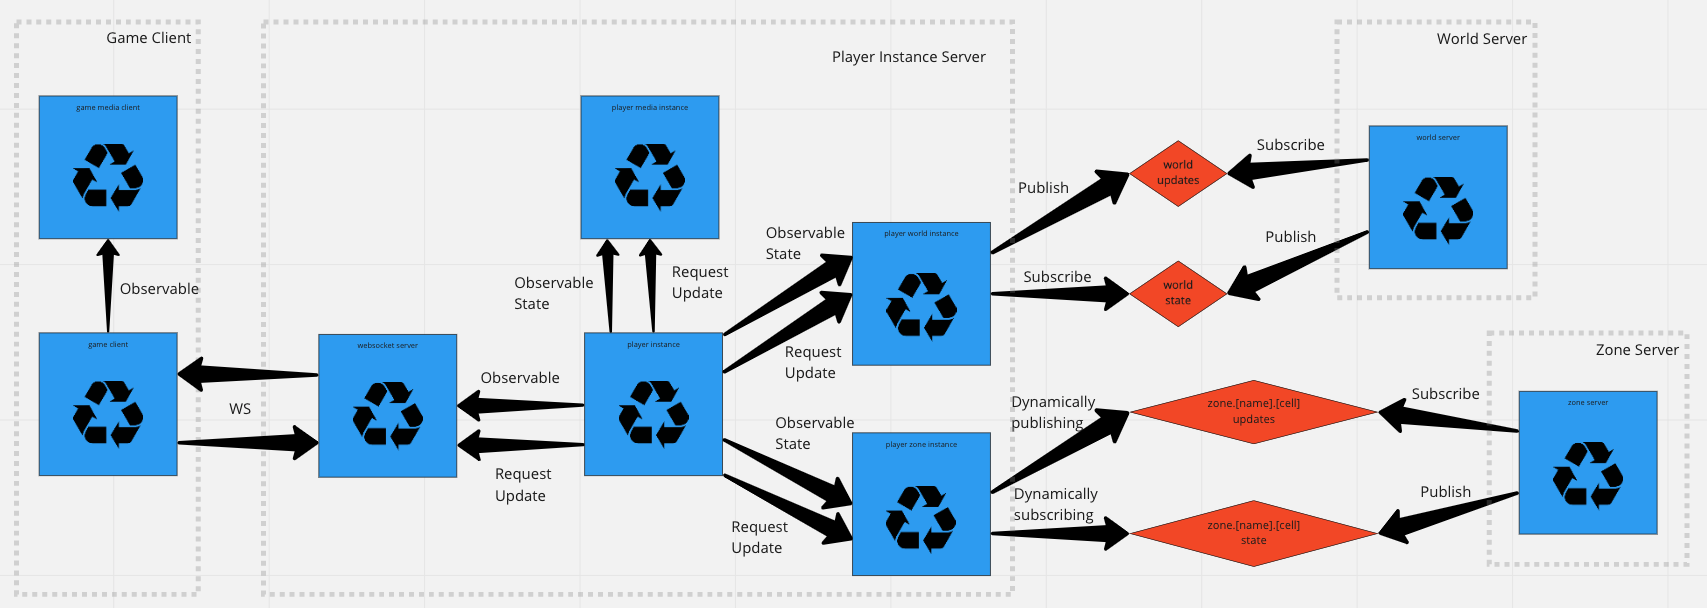 Game Client
game media client
Observable
game client
WS
Player Instance Server
player media instance
Observable
State
Request
Update
websocket server
Observable
Request
Update
player instance
Observable
State
Request
Update
player world instance
Observable
State
Request
Update
player zone instance
Publish
Subscribe
Dynamically
publishing
Dynamically
subscribing
world
updates
world
state
zone.[name].[cell]
updates
zone.[name].[cell]
state
World Server
world server
Subscribe
Publish
Zone Server
zone server
Subscribe
Publish